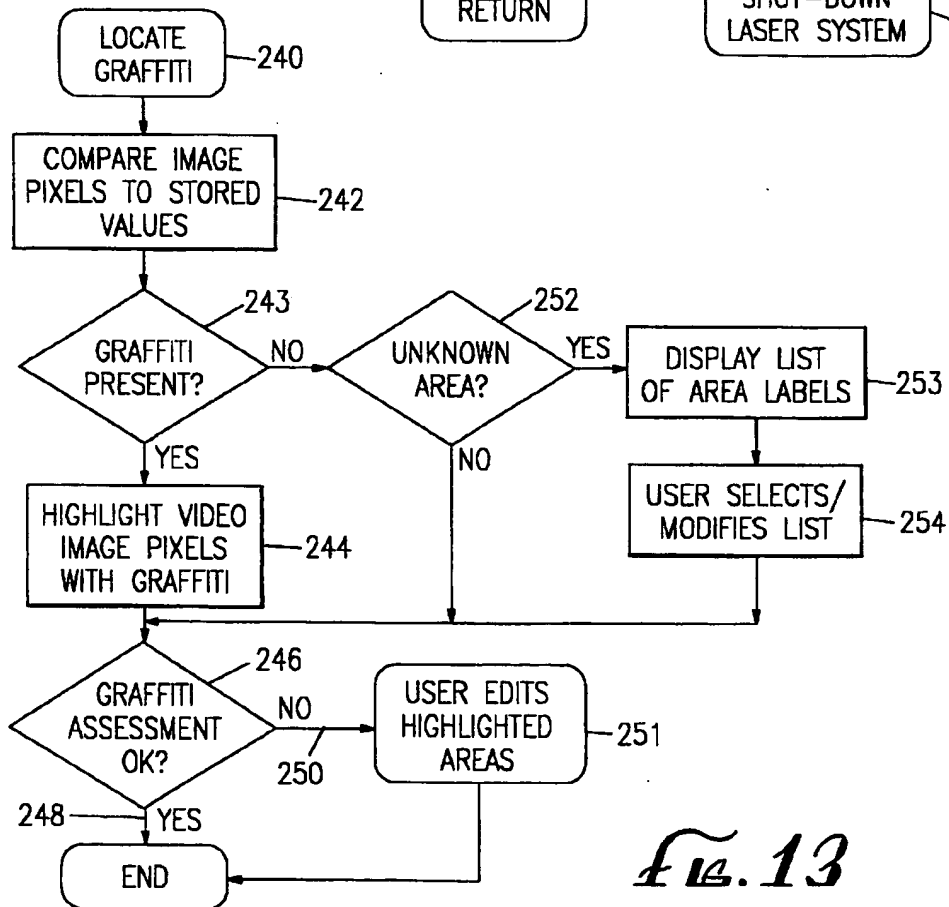 RETURN
SHUT-DOWN
LASER SYSTEM
LOCATE
GRAFFITI
240
COMPARE IMAGE
PIXELS TO STORED
VALUES
242
243
GRAFFITI
PRESENT?
NO
YES
252
UNKNOWN
AREA?
YES
NO
DISPLAY LIST
OF AREA LABELS
253
USER SELECTS/
MODIFIES LIST
254
HIGHLIGHT VIDEO
IMAGE PIXELS
WITH GRAFFITI
244
246
GRAFFITI
ASSESSMENT
OK?
NO
250
USER EDITS
HIGHLIGHTED
AREAS
251
248
YES
END
FIG. 13